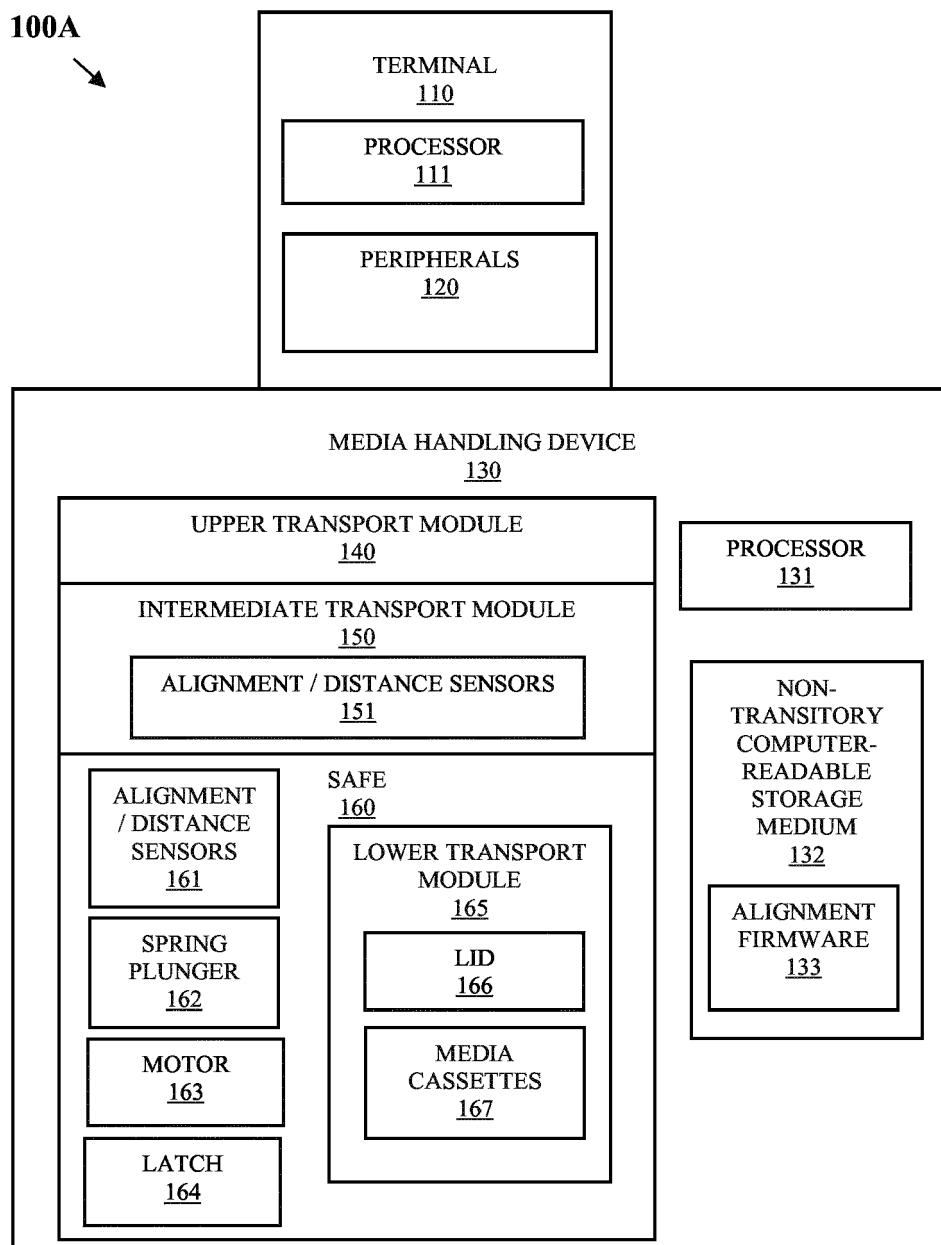 100A
TERMINAL
110
PROCESSOR
111
PERIPHERALS
120
MEDIA HANDLING DEVICE
130
UPPER TRANSPORT MODULE
140
INTERMEDIATE TRANSPORT MODULE
150
ALIGNMENT / DISTANCE SENSORS
151
PROCESSOR
131
SAFE
160
ALIGNMENT
/ DISTANCE
SENSORS
161
SPRING
PLUNGER
162
MOTOR
163
LATCH
164
LOWER TRANSPORT
MODULE
165
LID
166
MEDIA
CASSETTES
167
NON-
TRANSITORY
COMPUTER-
READABLE
STORAGE
MEDIUM
132
ALIGNMENT
FIRMWARE
133